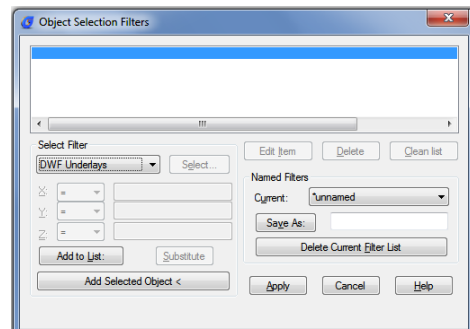 Object Selection Filters
Select Filter
DWF Underlays
Select...
X: =
Y: =
Z: =
Add to List:
Substitute
Add Selected Object <
Edit Item
Delete
Clean list
Named Filters
Current: *unnamed
Save As:
Delete Current Filter List
Apply
Cancel
Help